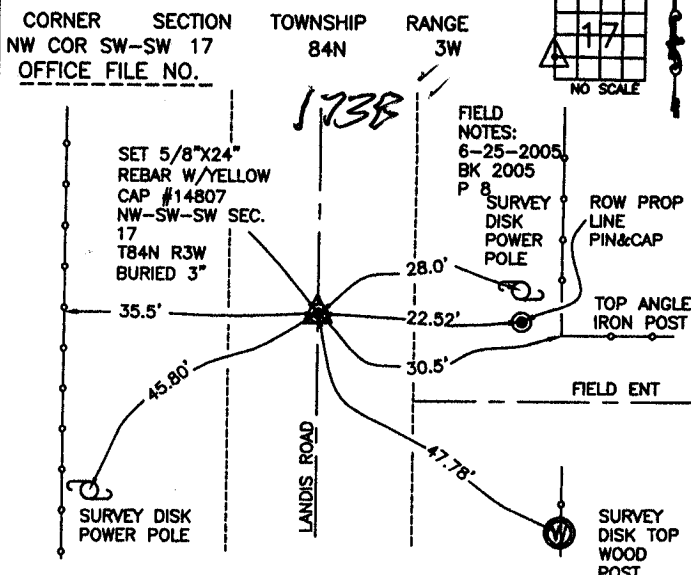 CORNER SECTION TOWNSHIP RANGE
NW COR SW-SW 17 84N 3W
OFFICE FILE NO.
173B
17
NO SCALE
SET 5/8"X24"
REBAR W/YELLOW
CAP #14807
NW-SW-SW SEC.
17
T84N R3W
BURIED 3"
FIELD
NOTES:
6-25-2005
BK 2005
P 8
SURVEY
DISK
POWER
POLE
ROW PROP
LINE
PIN&CAP
28.0'
35.5'
22.52'
TOP ANGLE
IRON POST
30.5'
45.80'
FIELD ENT
LANDIS ROAD
47.78'
SURVEY DISK
POWER POLE
W
SURVEY
DISK TOP
WOOD
POST